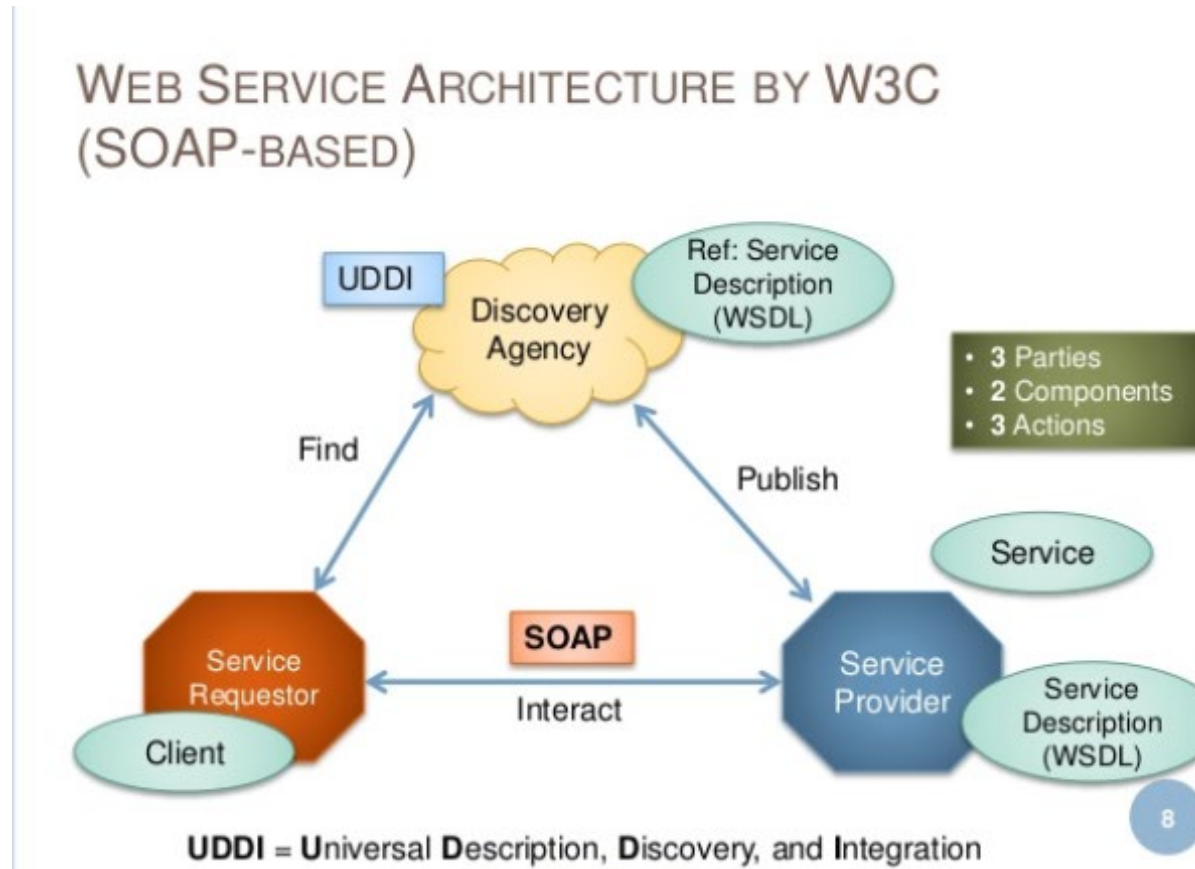 WEB SERVICE ARCHITECTURE BY W3C
(SOAP-BASED)
UDDI
Discovery
Agency
Ref: Service
Description
(WSDL)
• 3 Parties
• 2 Components
• 3 Actions
Find
Publish
Service
SOAP
Service
Requestor
Interact
Service
Provider
Service
Description
(WSDL)
Client
8
UDDI = Universal Description, Discovery, and Integration